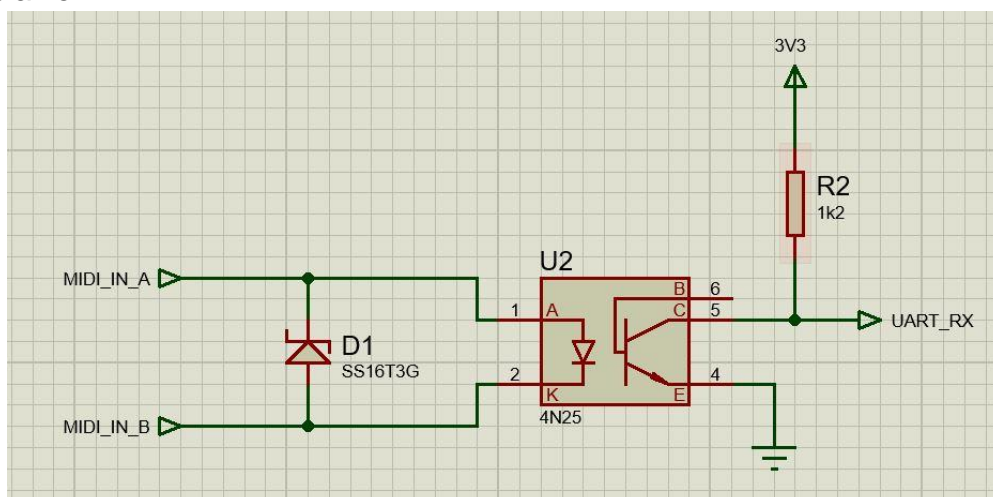 3V3
R2
1k2
U2
MIDI_IN_A
B
6
1
A
C
5
UART_RX
D1
SS16T3G
2
K
E
4
4N25
MIDI_IN_B